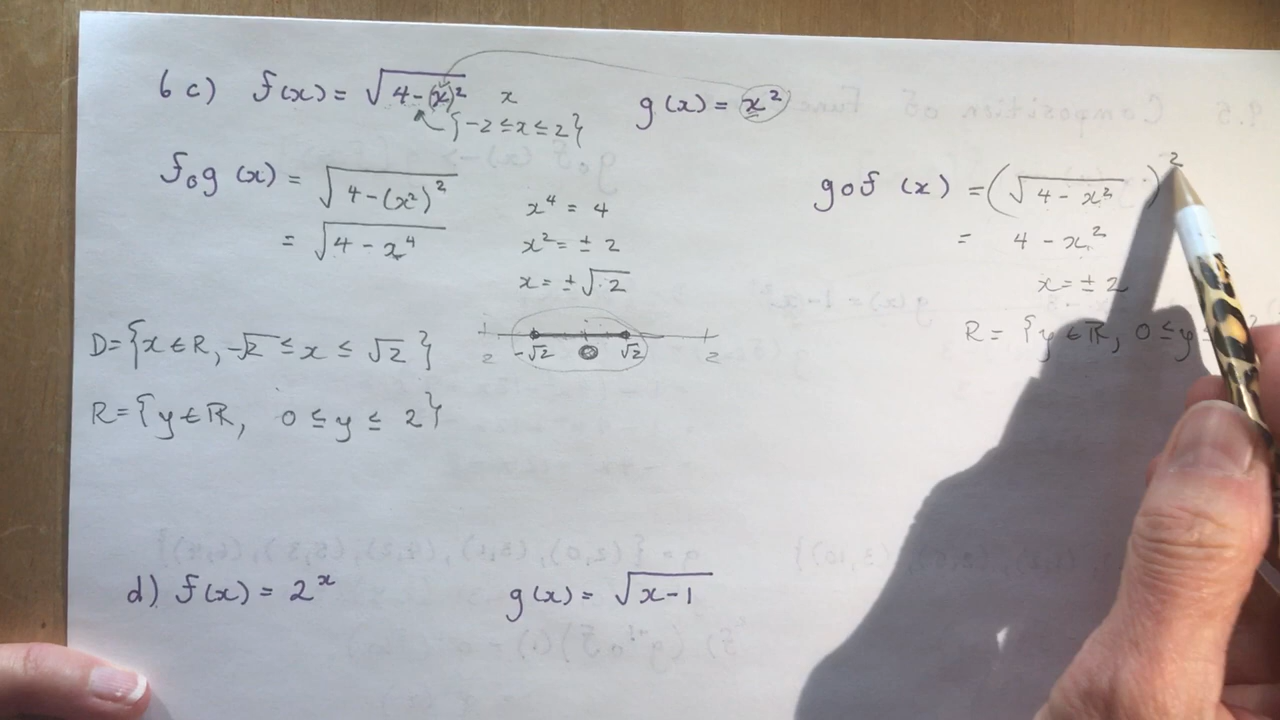 6 c) f(x) = √4-(x)² x g(x) = x²
{-2 ≤ x ≤ 2}
f∘g (x) = √4-(x²)²
= √4-x⁴
x⁴ = 4
x² = ± 2
x = ±√2
D={x∈R, -√2 ≤ x ≤ √2}
2 -√2 0 √2 2
R={y∈ℝ, 0 ≤ y ≤ 2}
g∘f (x) = (√4-x²)²
= 4-x²
x = ± 2
R = {y∈ℝ, 0 ≤ y ≤
d) f(x) = 2ˣ g(x) = √x-1